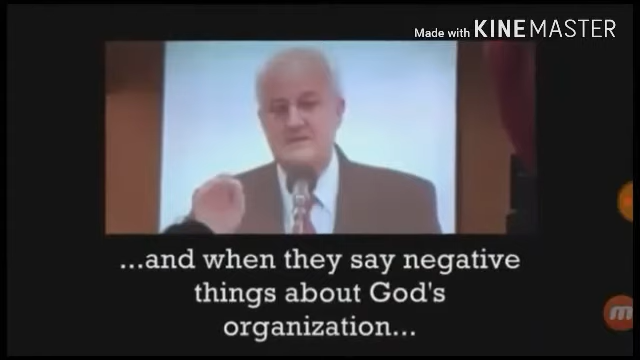 Made with KINEMASTER
...and when they say negative
things about God's
organization...